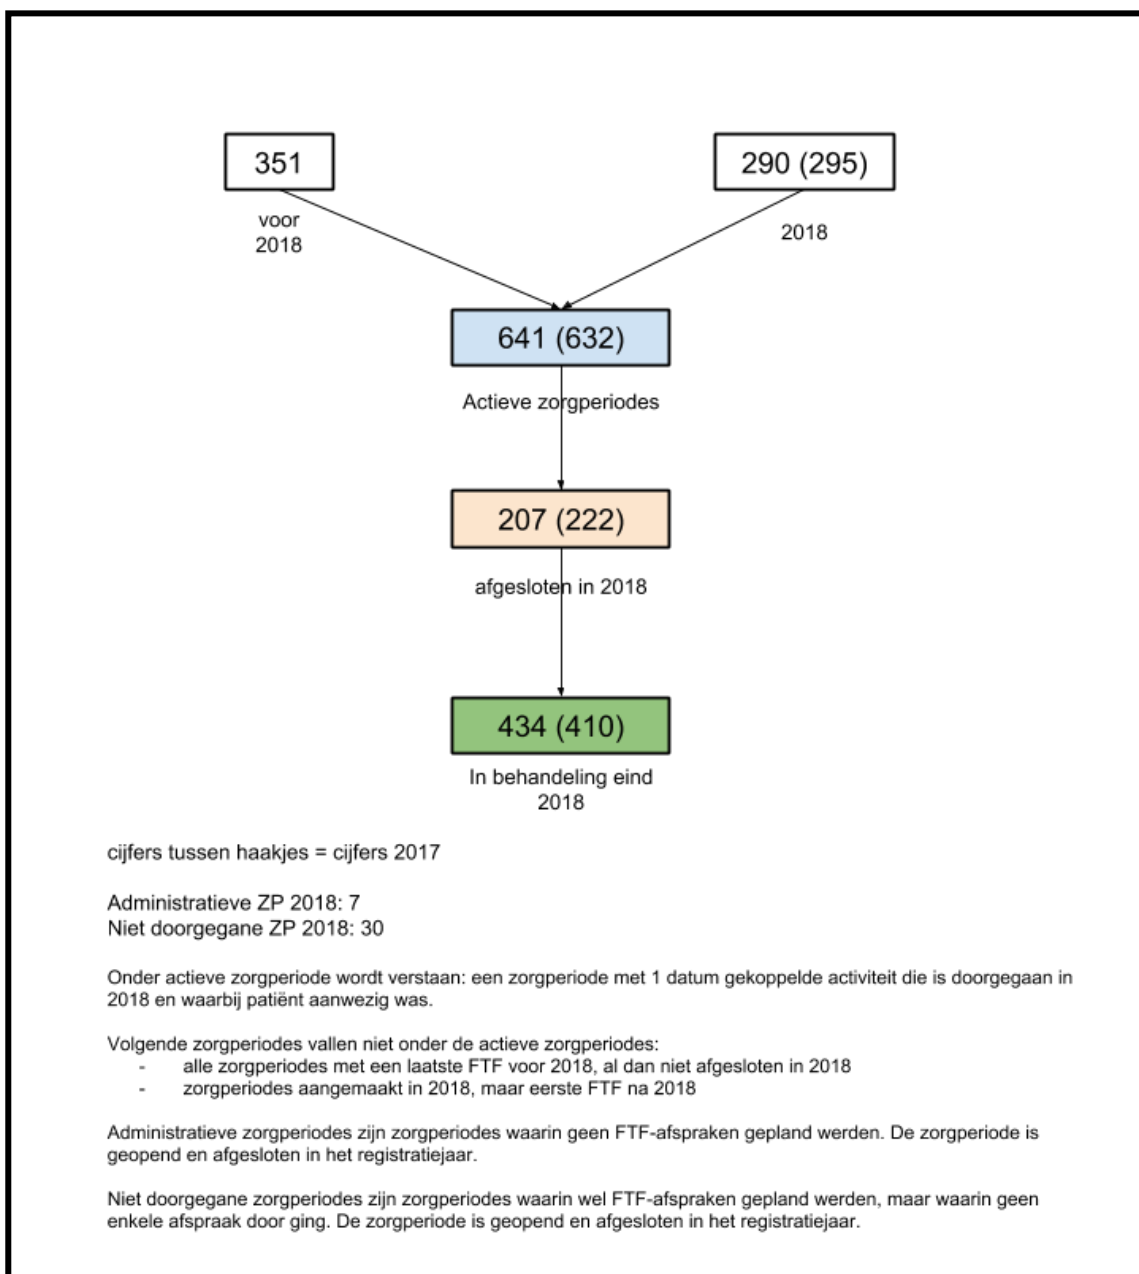 351
290 (295)
voor
2018
2018
641 (632)
Actieve zorgperiodes
207 (222)
afgesloten in 2018
434 (410)
In behandeling eind
2018
cijfers tussen haakjes = cijfers 2017
Administratieve ZP 2018: 7
Niet doorgegane ZP 2018: 30
Onder actieve zorgperiode wordt verstaan: een zorgperiode met 1 datum gekoppelde activiteit die is doorgegaan in
2018 en waarbij patiënt aanwezig was.
Volgende zorgperiodes vallen niet onder de actieve zorgperiodes:
- alle zorgperiodes met een laatste FTF voor 2018, al dan niet afgesloten in 2018
- zorgperiodes aangemaakt in 2018, maar eerste FTF na 2018
Administratieve zorgperiodes zijn zorgperiodes waarin geen FTF-afspraken gepland werden. De zorgperiode is
geopend en afgesloten in het registratiejaar.
Niet doorgegane zorgperiodes zijn zorgperiodes waarin wel FTF-afspraken gepland werden, maar waarin geen
enkele afspraak door ging. De zorgperiode is geopend en afgesloten in het registratiejaar.